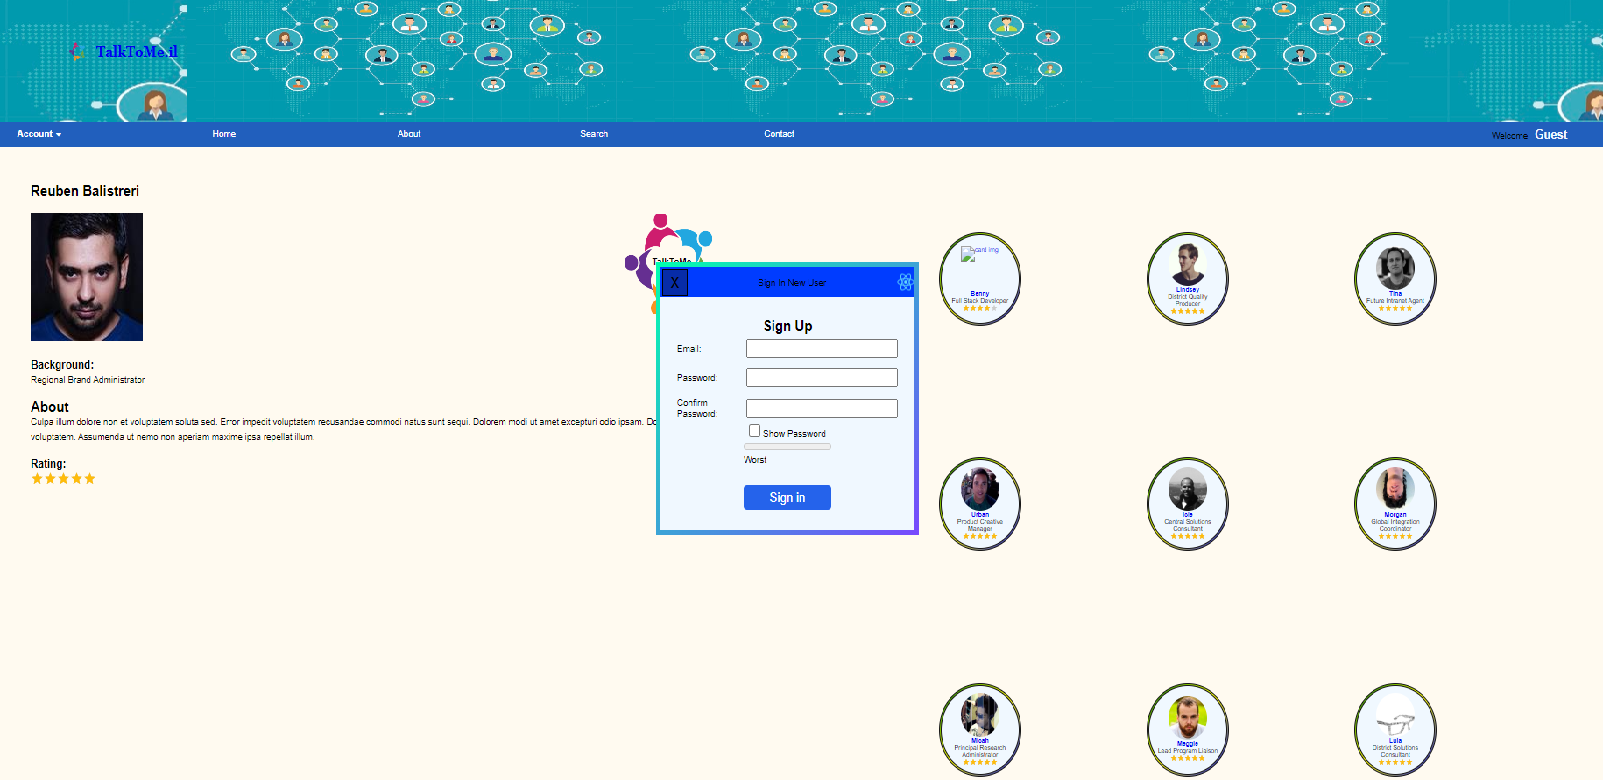 TalkToMe.il
Account
Home
About
Search
Contact
Welcome Guest
Reuben Balistreri
Background:
Regional Brand Administrator
About
Culpa illum dolore non et voluptatem soluta sed. Error impedit voluptatem recusandae commodi natus sunt sequi. Dolorem modi ut amet excepturi odio ipsam. Do
voluptatem. Assumenda ut nemo non aperiam maxime ipsa repellat illum.
Rating:
TalkToMe
X
Sign In New User
Sign Up
Email:
Password:
Confirm
Password:
Show Password
Worst
Sign in
card img
Benny
Full Stack Developer
Lindsay
District Quality
Producer
Tina
Future Intranet Agent
Urban
Product Creative
Manager
Iola
Central Solutions
Consultant
Morgan
Global Integration
Coordinator
Micah
Principal Research
Administrator
Maggie
Lead Program Liaison
Lula
District Solutions
Consultant